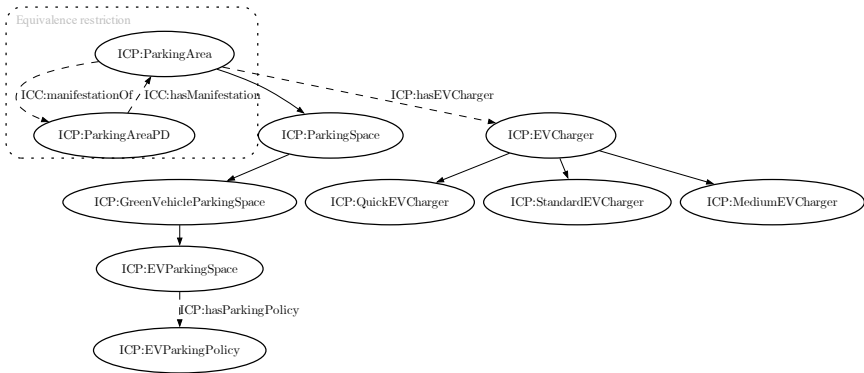 Equivalence restriction
ICP:ParkingArea
ICC:manifestationOf
ICC:hasManifestation
ICP:hasEVCharger
ICP:ParkingAreaPD
ICP:ParkingSpace
ICP:EVCharger
ICP:GreenVehicleParkingSpace
ICP:QuickEVCharger
ICP:StandardEVCharger
ICP:MediumEVCharger
ICP:EVParkingSpace
ICP:hasParkingPolicy
ICP:EVParkingPolicy